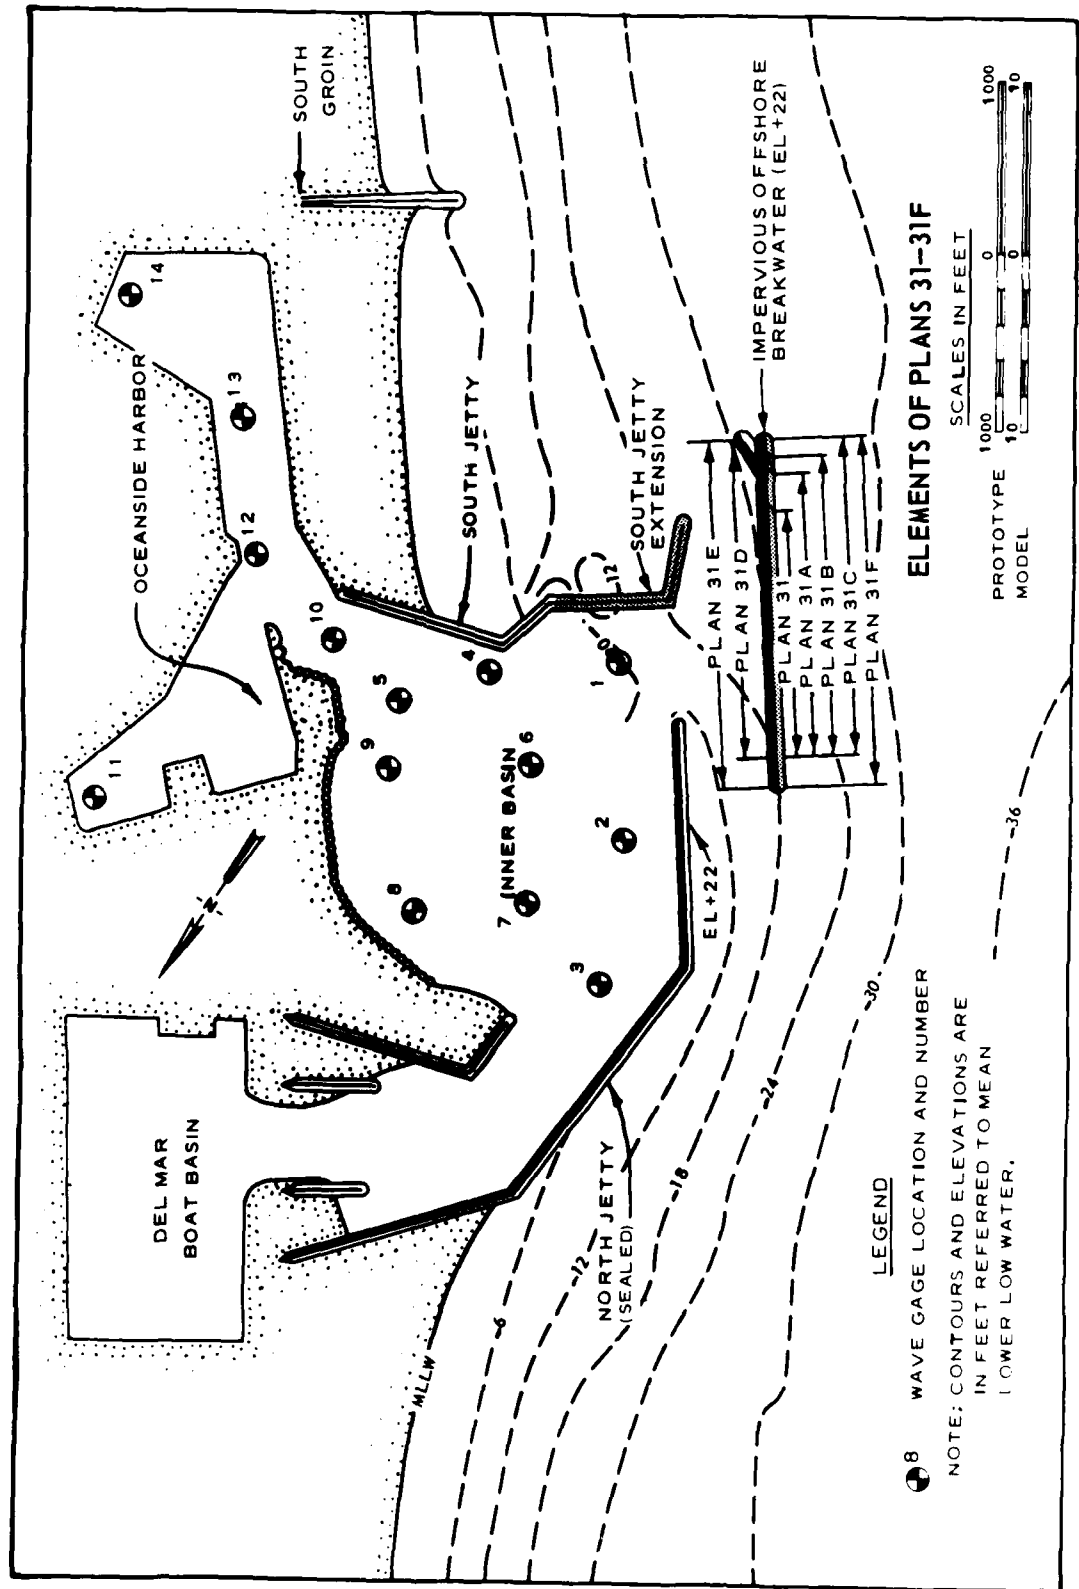 SOUTH
GROIN
14
OCEANSIDE HARBOR
13
12
11
10
SOUTH JETTY
DEL MAR
BOAT BASIN
N
9
5
4
8
7
INNER BASIN
6
3
2
1
0
12
SOUTH JETTY
EXTENSION
IMPERVIOUS OFFSHORE
BREAKWATER (EL +22)
PLAN 31E
PLAN 31D
PLAN 31
PLAN 31A
PLAN 31B
PLAN 31C
PLAN 31F
EL +22
NORTH JETTY
(SEALED)
MLLW
-6
-12
-18
-24
-30
-36
LEGEND
8 WAVE GAGE LOCATION AND NUMBER
NOTE: CONTOURS AND ELEVATIONS ARE
IN FEET REFERRED TO MEAN
LOWER LOW WATER.
ELEMENTS OF PLANS 31-31F
SCALES IN FEET
PROTOTYPE 1000 0 1000
MODEL 10 0 10